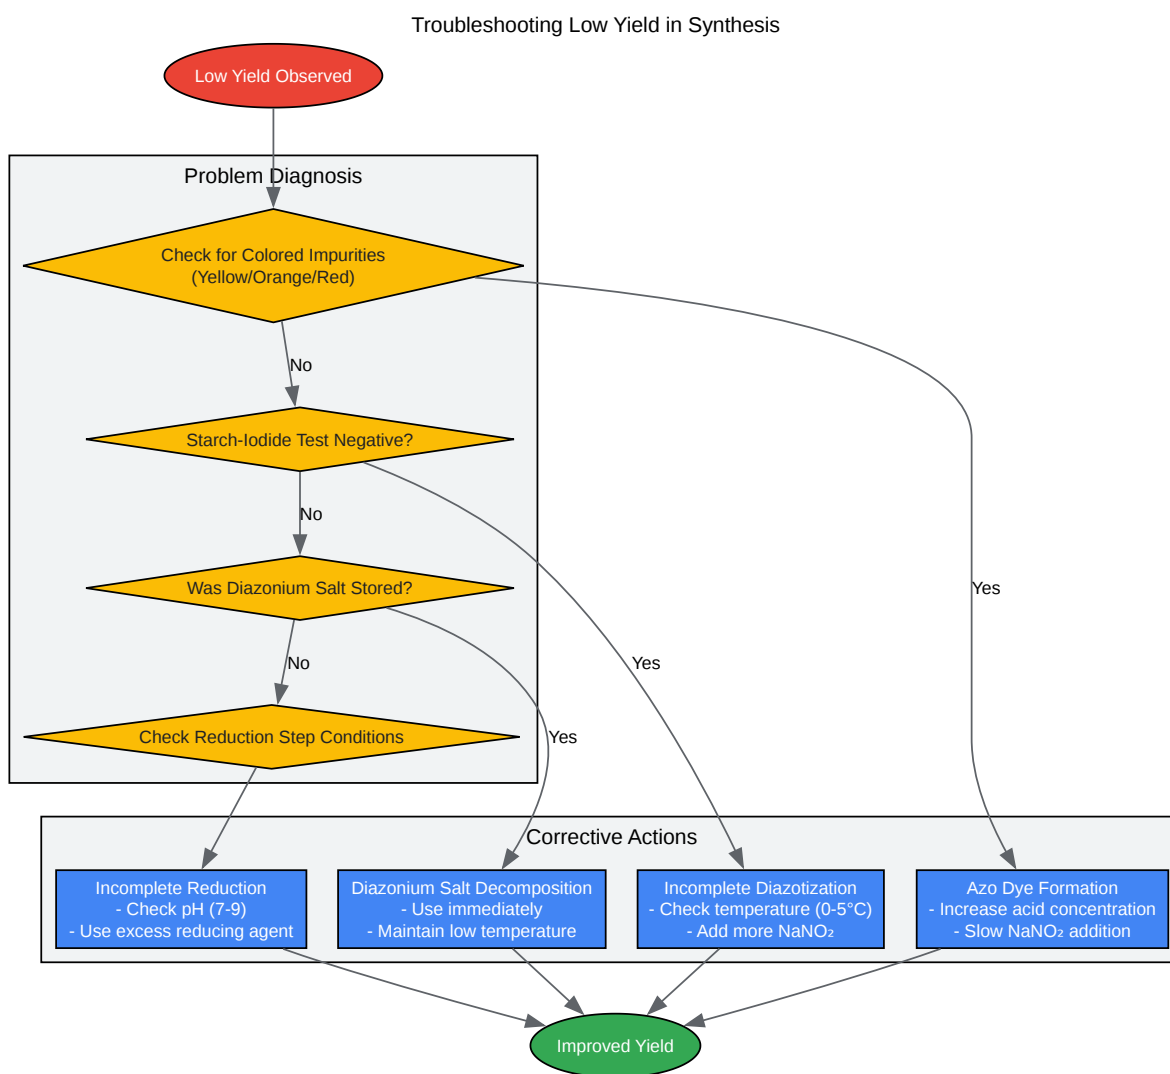 Troubleshooting Low Yield in Synthesis
Low Yield Observed
Problem Diagnosis
Check for Colored Impurities
(Yellow/Orange/Red)
No
Starch-Iodide Test Negative?
No
Was Diazonium Salt Stored?
Yes
No
Yes
Check Reduction Step Conditions
Yes
Corrective Actions
Incomplete Reduction
- Check pH (7-9)
- Use excess reducing agent
Diazonium Salt Decomposition
- Use immediately
- Maintain low temperature
Incomplete Diazotization
- Check temperature (0-5°C)
- Add more NaNO₂
Azo Dye Formation
- Increase acid concentration
- Slow NaNO₂ addition
Improved Yield